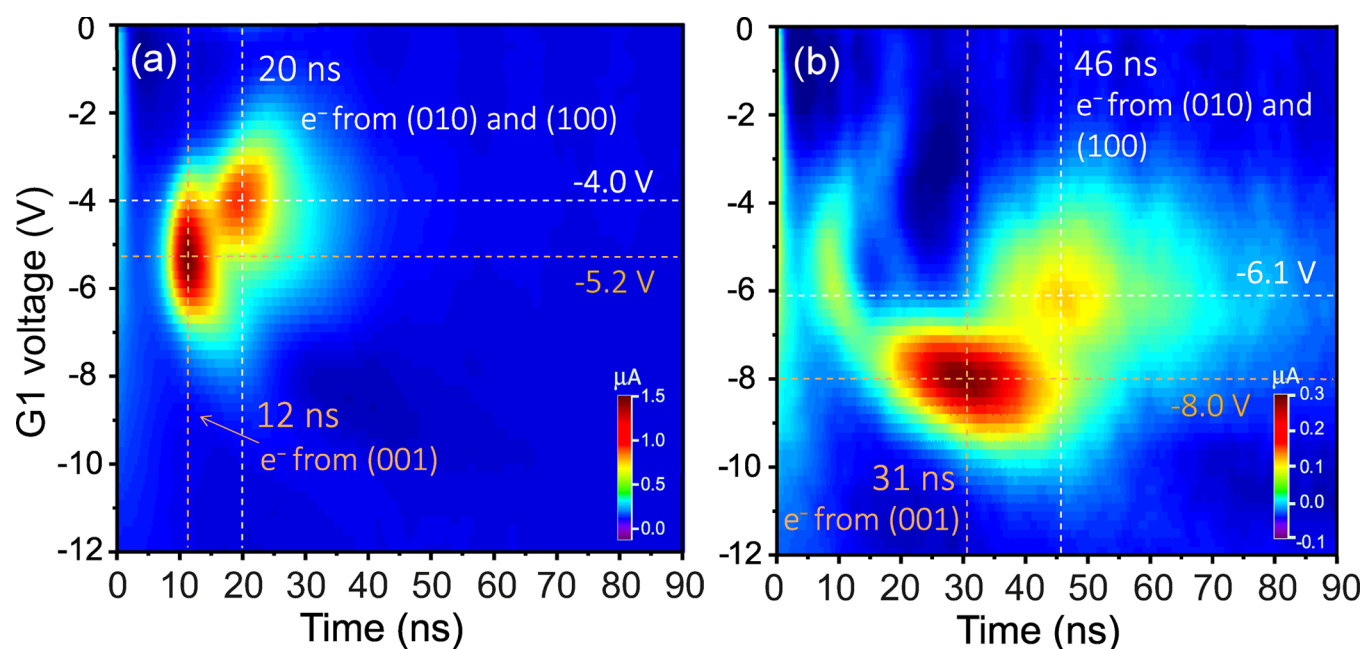 (a)
20 ns
e⁻ from (010) and (100)
-4.0 V
-5.2 V
12 ns
e⁻ from (001)
μA
1.5
1.0
0.5
0.0
G1 voltage (V)
0
-2
-4
-6
-8
-10
-12
0 10 20 30 40 50 60 70 80 90
Time (ns)
(b)
46 ns
e⁻ from (010) and
(100)
-6.1 V
-8.0 V
31 ns
e⁻ from (001)
μA
0.3
0.2
0.1
0.0
-0.1
0
-2
-4
-6
-8
-10
-12
0 10 20 30 40 50 60 70 80 90
Time (ns)